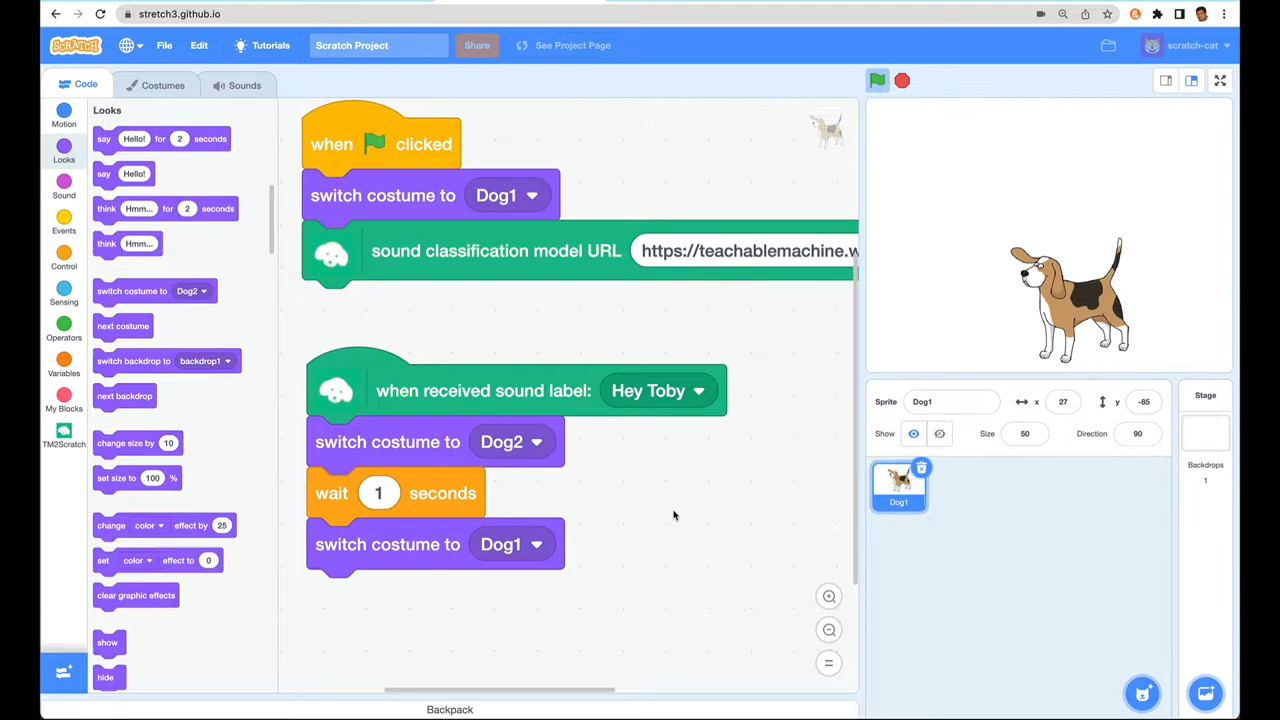 stretch3.github.io
SCRATCH File Edit Tutorials Scratch Project Share See Project Page scratch-cat
Code Costumes Sounds
Motion
Looks
Sound
Events
Control
Sensing
Operators
Variables
My Blocks
TM2Scratch
Looks
say Hello! for 2 seconds
say Hello!
think Hmm... for 2 seconds
think Hmm...
switch costume to Dog2
next costume
switch backdrop to backdrop1
next backdrop
change size by 10
set size to 100 %
change color effect by 25
set color effect to 0
clear graphic effects
show
hide
when clicked
switch costume to Dog1
sound classification model URL https://teachablemachine.w
when received sound label: Hey Toby
switch costume to Dog2
wait 1 seconds
switch costume to Dog1
Sprite Dog1 x 27 y -85
Show Size 50 Direction 90
Dog1
Stage
Backdrops
1
Backpack